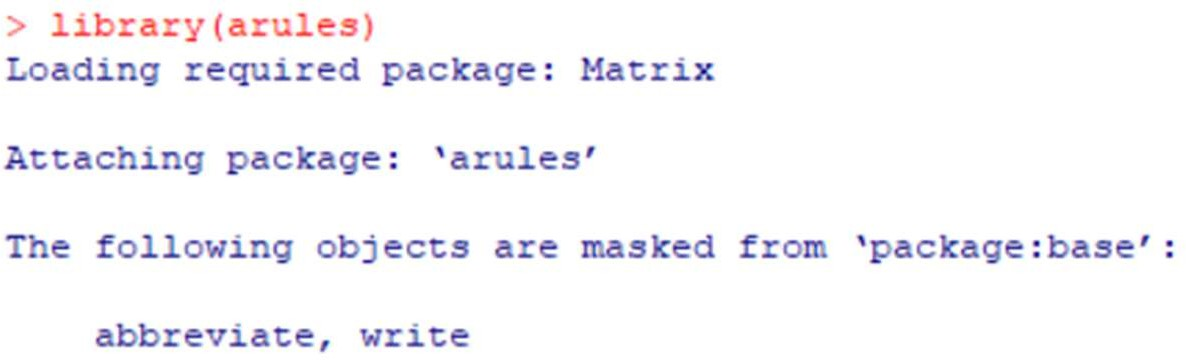 > library(arules)
Loading required package: Matrix
Attaching package: ‘arules’
The following objects are masked from ‘package:base’:
abbreviate, write